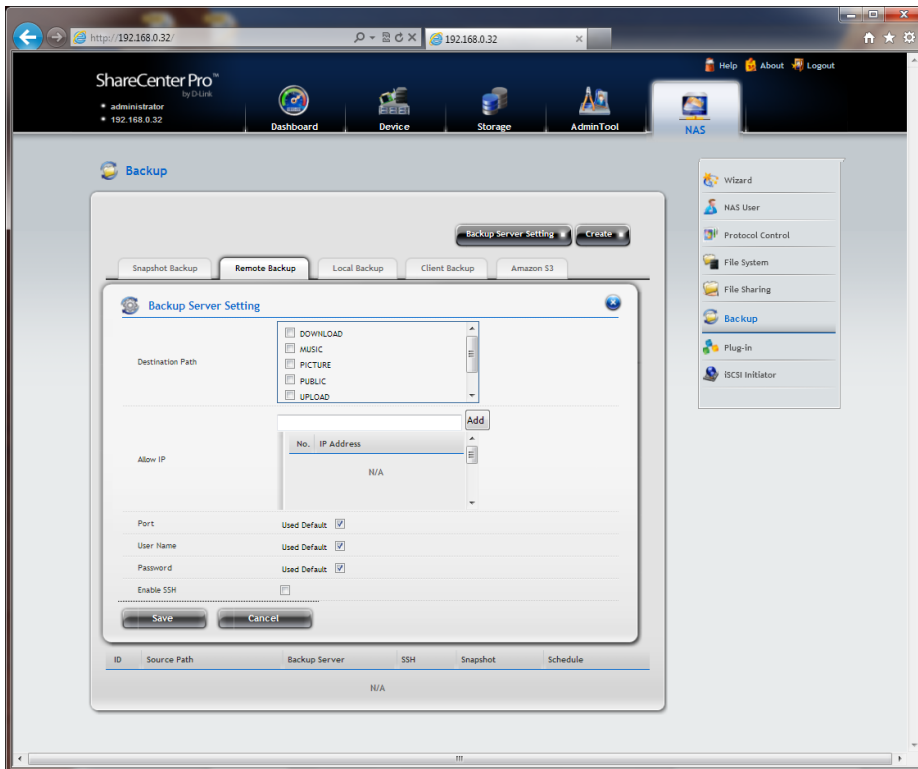 http://192.168.0.32/
192.168.0.32
Help About Logout
ShareCenter Pro™
by D-Link
administrator
192.168.0.32
Dashboard Device Storage AdminTool NAS
Backup
Wizard
NAS User
Protocol Control
File System
File Sharing
Backup
Plug-in
iSCSI Initiator
Backup Server Setting Create
Snapshot Backup Remote Backup Local Backup Client Backup Amazon S3
Backup Server Setting
Destination Path
DOWNLOAD
MUSIC
PICTURE
PUBLIC
UPLOAD
Add
Allow IP
No. IP Address
N/A
Port Used Default
User Name Used Default
Password Used Default
Enable SSH
Save Cancel
ID Source Path Backup Server SSH Snapshot Schedule
N/A